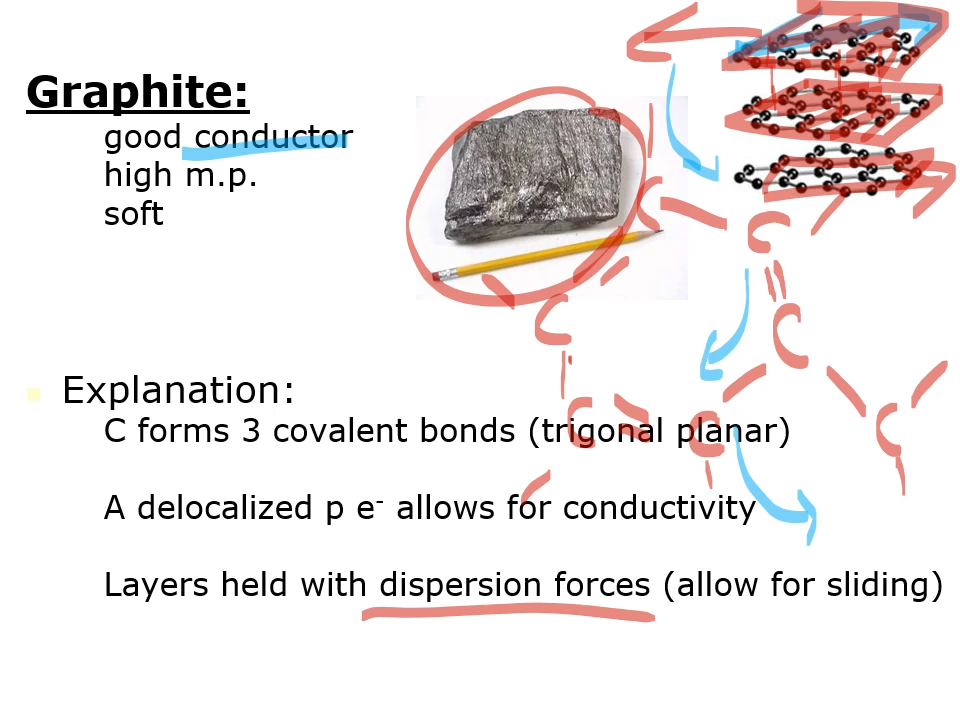 Graphite:
good conductor
high m.p.
soft
C
C
C
C
C
C
C
Explanation:
C forms 3 covalent bonds (trigonal planar)
A delocalized p e- allows for conductivity
Layers held with dispersion forces (allow for sliding)